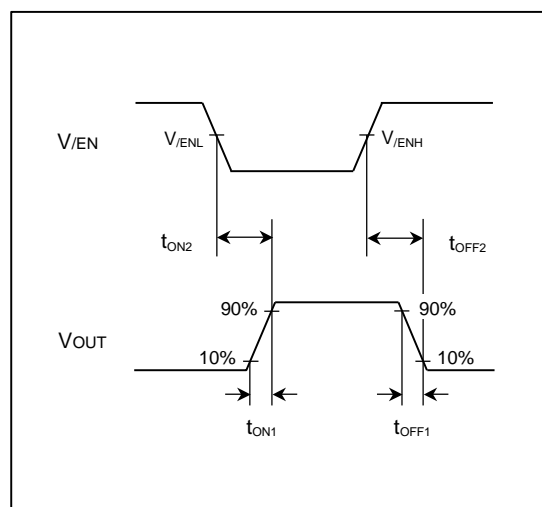 V/EN
V/ENL
V/ENH
tON2
tOFF2
VOUT
90%
90%
10%
10%
tON1
tOFF1